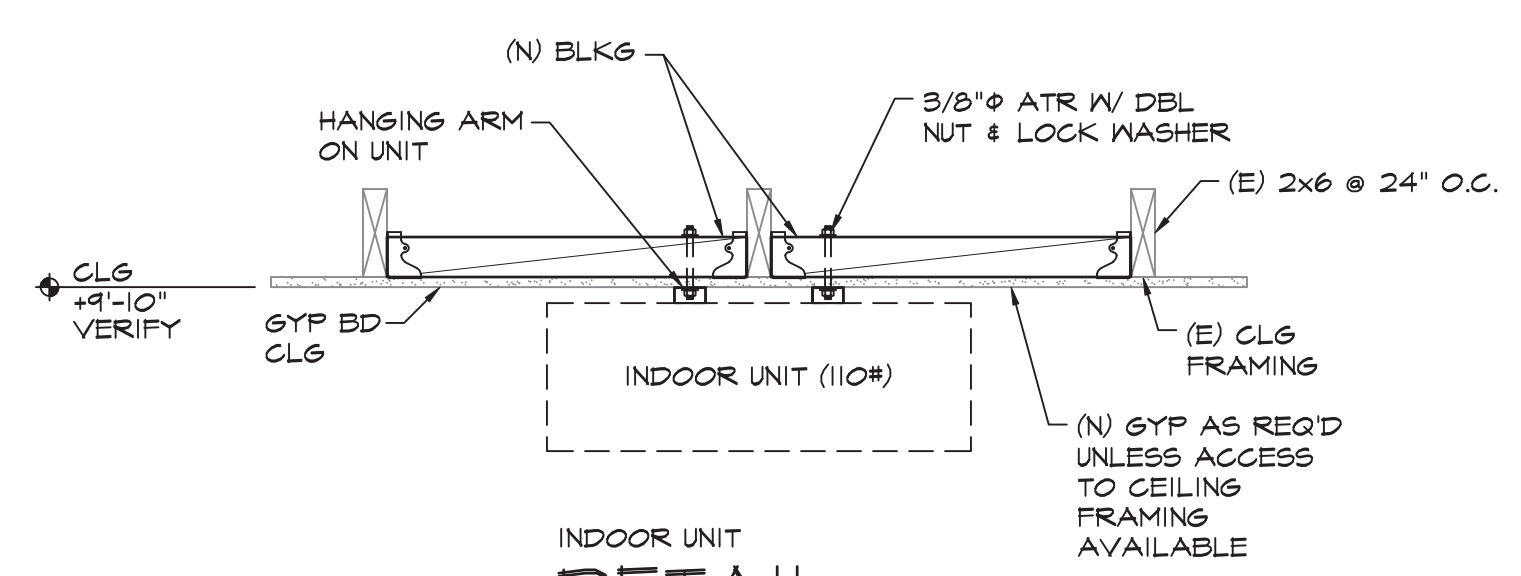 (N) BLKG
HANGING ARM
ON UNIT
3/8"Φ ATR W/ DBL
NUT & LOCK WASHER
(E) 2x6 @ 24" O.C.
CLG
+9'-10"
VERIFY
GYP BD
CLG
INDOOR UNIT (110#)
(E) CLG
FRAMING
(N) GYP AS REQ'D
UNLESS ACCESS
TO CEILING
FRAMING
AVAILABLE
INDOOR UNIT